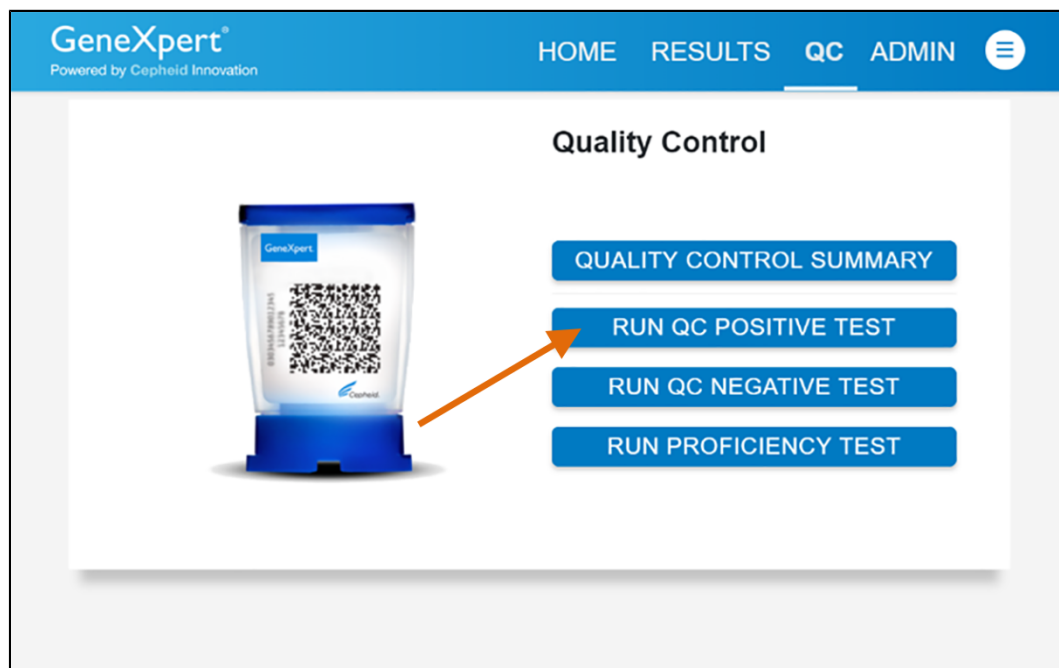 GeneXpert®
Powered by Cepheid Innovation
HOME RESULTS QC ADMIN
Quality Control
GeneXpert
QUALITY CONTROL SUMMARY
RUN QC POSITIVE TEST
RUN QC NEGATIVE TEST
RUN PROFICIENCY TEST
Cepheid.